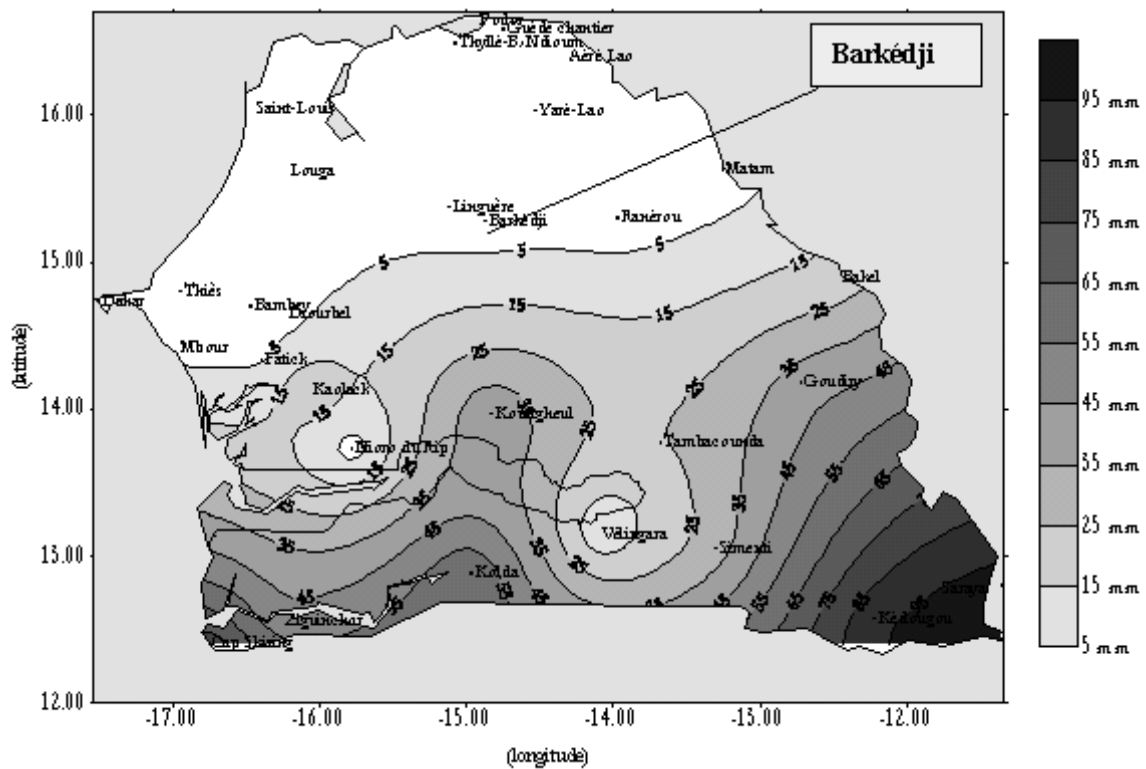 Podor
Guédé chantier
Thyllé-B. Ndioum
Aéré Lao
Barkédji
Saint-Louis
Yaré-Lao
Louga
Matam
Linguère
Barkédji
Ranérou
Bakel
Dakar
Thiès
Bambey
Diourbel
Mbour
Fatick
Kaolack
Goudiry
Koungheul
Nioro du Rip
Tambacounda
Vélingara
Simenti
Kolda
Saraya
Ziguinchor
Kédougou
Cap Skiring
16.00
15.00
14.00
13.00
12.00
(latitude)
-17.00
-16.00
-15.00
-14.00
-13.00
-12.00
(longitude)
95 mm
85 mm
75 mm
65 mm
55 mm
45 mm
35 mm
25 mm
15 mm
5 mm
5
5
5
5
15
15
15
25
25